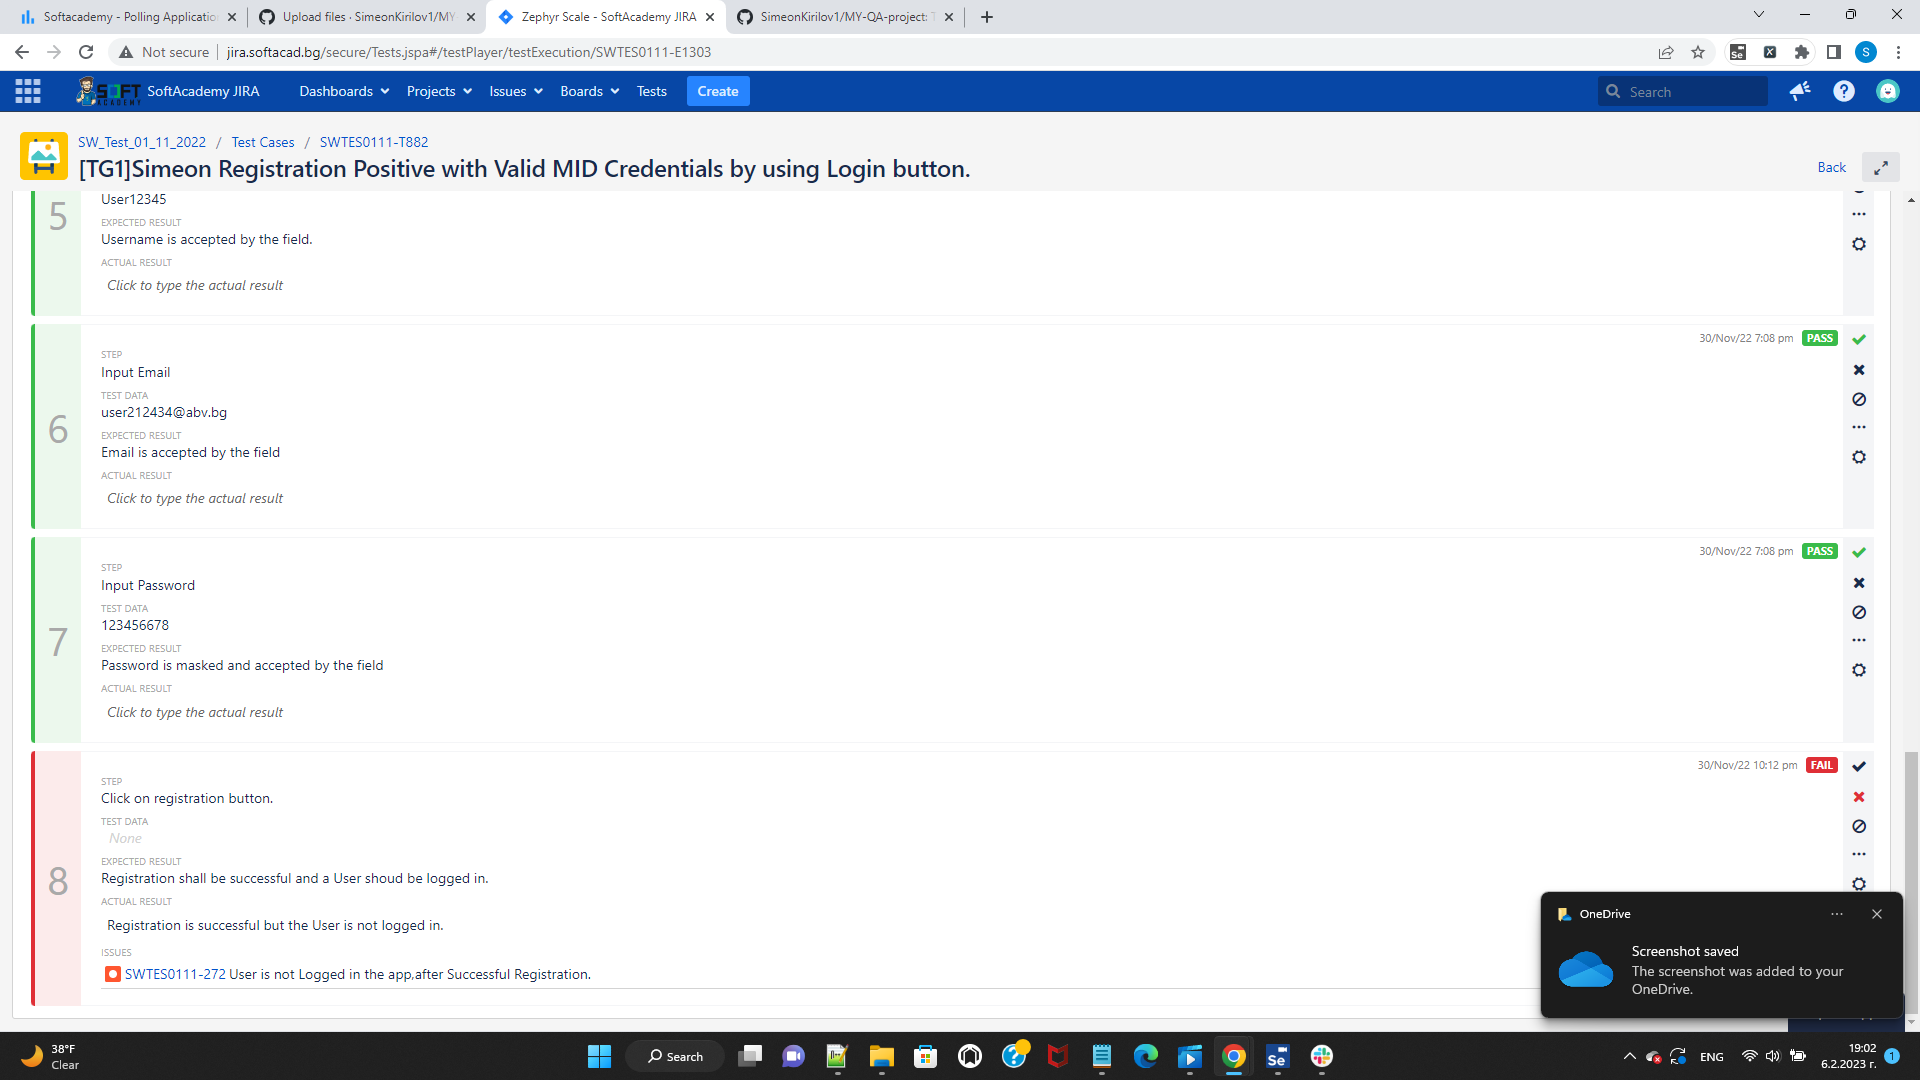 Softacademy - Polling Application
Upload files · SimeonKirilov1/MY
Zephyr Scale - SoftAcademy JIRA
SimeonKirilov1/MY-QA-project:
Not secure
jira.softacad.bg/secure/Tests.jspa#/testPlayer/testExecution/SWTES0111-E1303
Se
X
S
SOFT
ACADEMY
SoftAcademy JIRA
Dashboards
Projects
Issues
Boards
Tests
Create
Search
SW_Test_01_11_2022 / Test Cases / SWTES0111-T882
[TG1]Simeon Registration Positive with Valid MID Credentials by using Login button.
Back
5
User12345
EXPECTED RESULT
Username is accepted by the field.
ACTUAL RESULT
Click to type the actual result
30/Nov/22 7:08 pm PASS
6
STEP
Input Email
TEST DATA
user212434@abv.bg
EXPECTED RESULT
Email is accepted by the field
ACTUAL RESULT
Click to type the actual result
30/Nov/22 7:08 pm PASS
7
STEP
Input Password
TEST DATA
123456678
EXPECTED RESULT
Password is masked and accepted by the field
ACTUAL RESULT
Click to type the actual result
30/Nov/22 10:12 pm FAIL
8
STEP
Click on registration button.
TEST DATA
None
EXPECTED RESULT
Registration shall be successful and a User shoud be logged in.
ACTUAL RESULT
Registration is successful but the User is not logged in.
ISSUES
SWTES0111-272 User is not Logged in the app,after Successful Registration.
OneDrive
Screenshot saved
The screenshot was added to your
OneDrive.
38°F
Clear
Search
Se
ENG
19:02
6.2.2023 г.
1